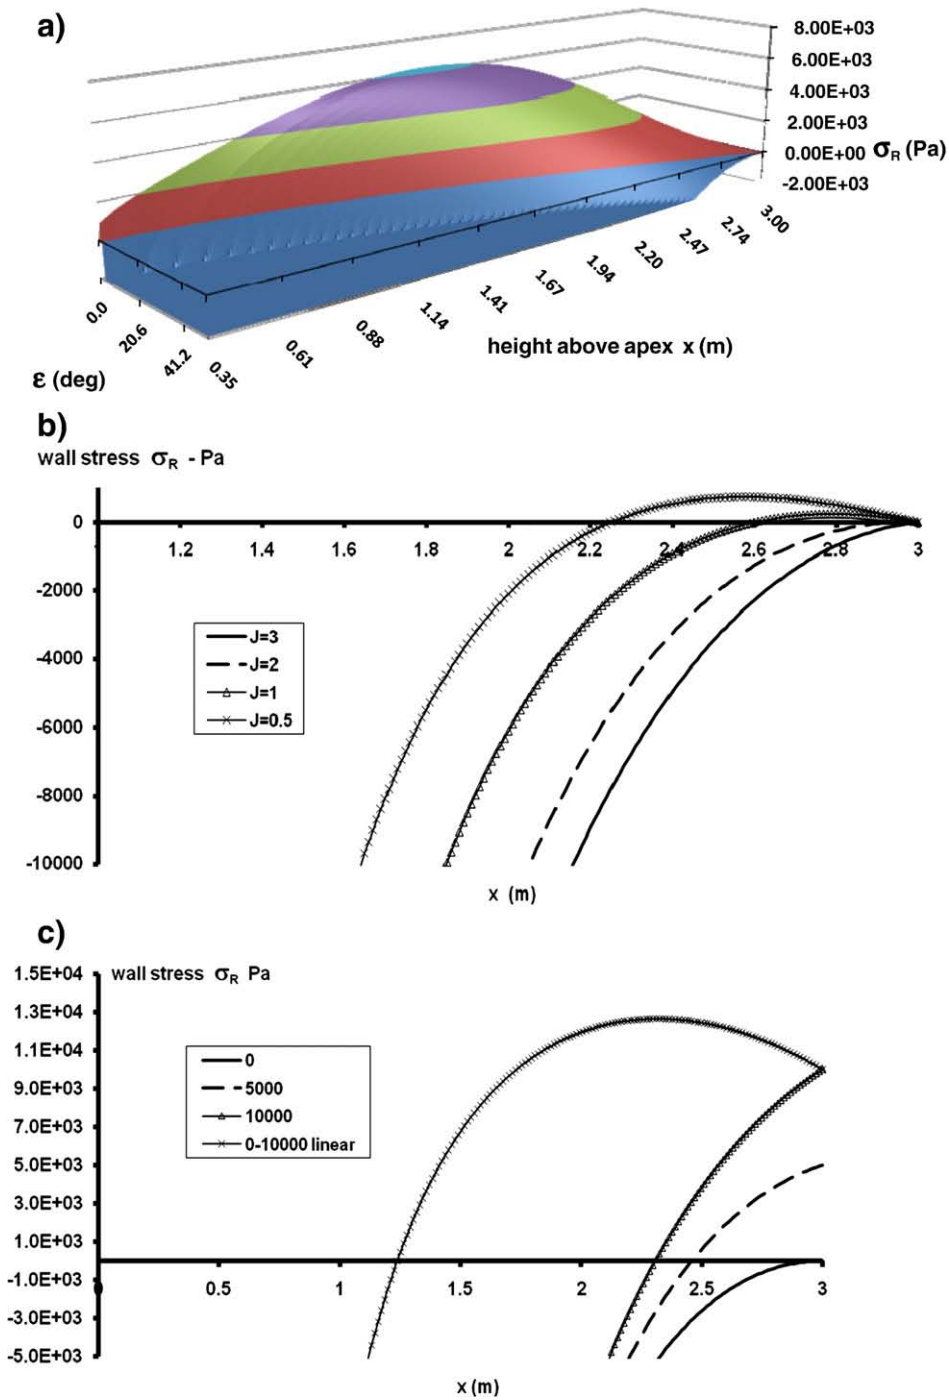 a)
8.00E+03
6.00E+03
4.00E+03
2.00E+03
0.00E+00 σR (Pa)
-2.00E+03
0.0
20.6
41.2
ε (deg)
0.35
0.61
0.88
1.14
1.41
1.67
1.94
2.20
2.47
2.74
3.00
height above apex x (m)
b)
wall stress σR - Pa
0
1.2 1.4 1.6 1.8 2 2.2 2.4 2.6 2.8 3
-2000
-4000
-6000
-8000
-10000
J=3
J=2
J=1
J=0.5
x (m)
c)
wall stress σR Pa
1.5E+04
1.3E+04
1.1E+04
9.0E+03
7.0E+03
5.0E+03
3.0E+03
1.0E+03
-1.0E+03
-3.0E+03
-5.0E+03
0
5000
10000
0-10000 linear
0 0.5 1 1.5 2 2.5 3
x (m)